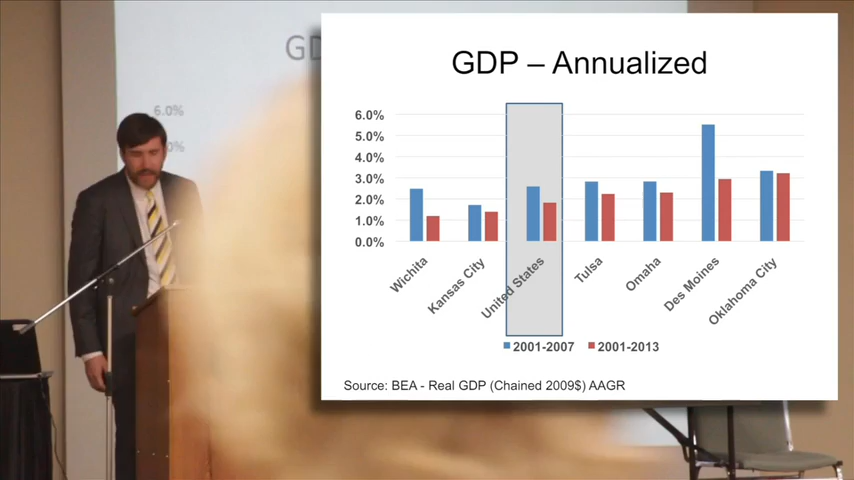 GD
6.0%
0%
GDP – Annualized
6.0%
5.0%
4.0%
3.0%
2.0%
1.0%
0.0%
Wichita
Kansas City
United States
Tulsa
Omaha
Des Moines
Oklahoma City
2001-2007 2001-2013
Source: BEA - Real GDP (Chained 2009$) AAGR